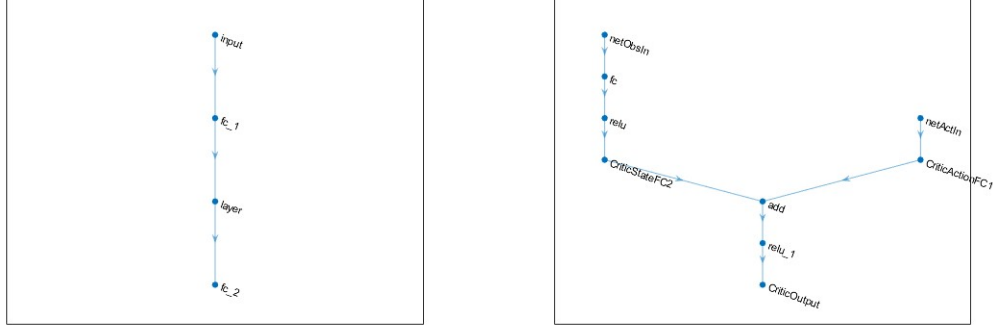 input
fc_1
layer
fc_2
netObsIn
fc
relu
CriticStateFC2
netActIn
CriticActionFC1
add
relu_1
CriticOutput